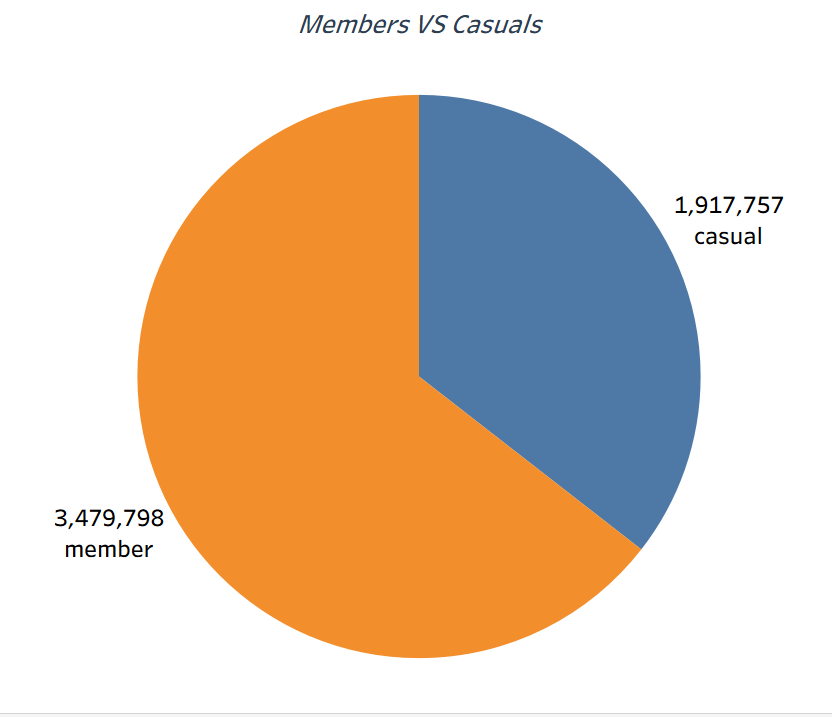 Members VS Casuals
1,917,757
casual
3,479,798
member